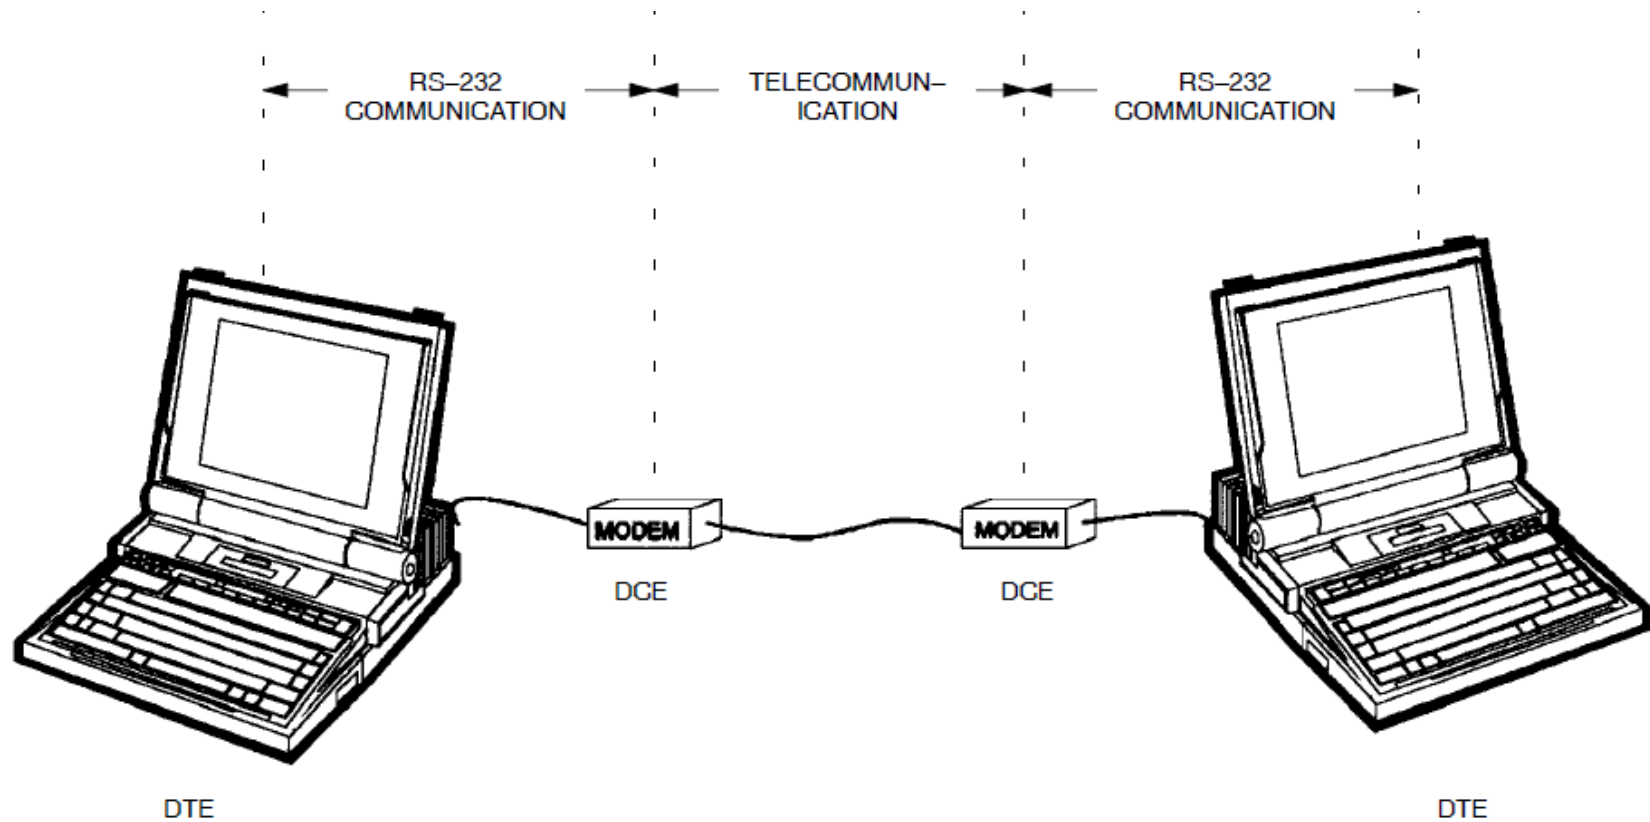 RS–232
COMMUNICATION
TELECOMMUN–
ICATION
RS–232
COMMUNICATION
MODEM
MODEM
DCE
DCE
DTE
DTE